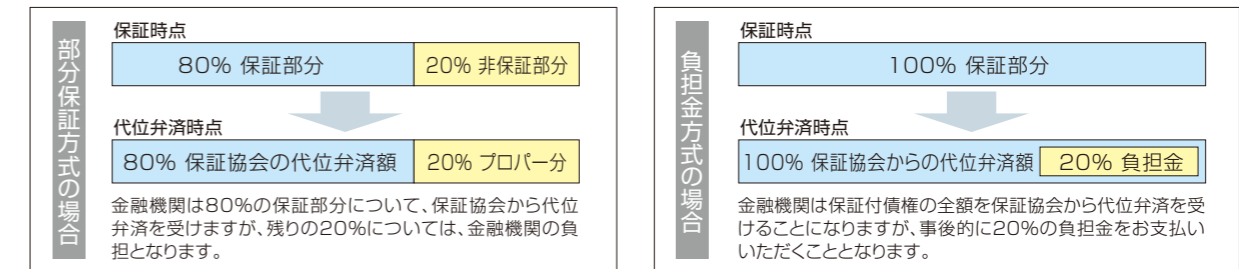 部分保証方式の場合
保証時点
80% 保証部分
20% 非保証部分
代位弁済時点
80% 保証協会の代位弁済額
20% プロパー分
金融機関は80%の保証部分について、保証協会から代位
弁済を受けますが、残りの20%については、金融機関の負
担となります。
負担金方式の場合
保証時点
100% 保証部分
代位弁済時点
100% 保証協会からの代位弁済額
20% 負担金
金融機関は保証付債権の全額を保証協会から代位弁済を受
けることになりますが、事後的に20%の負担金をお支払い
いただくこととなります。